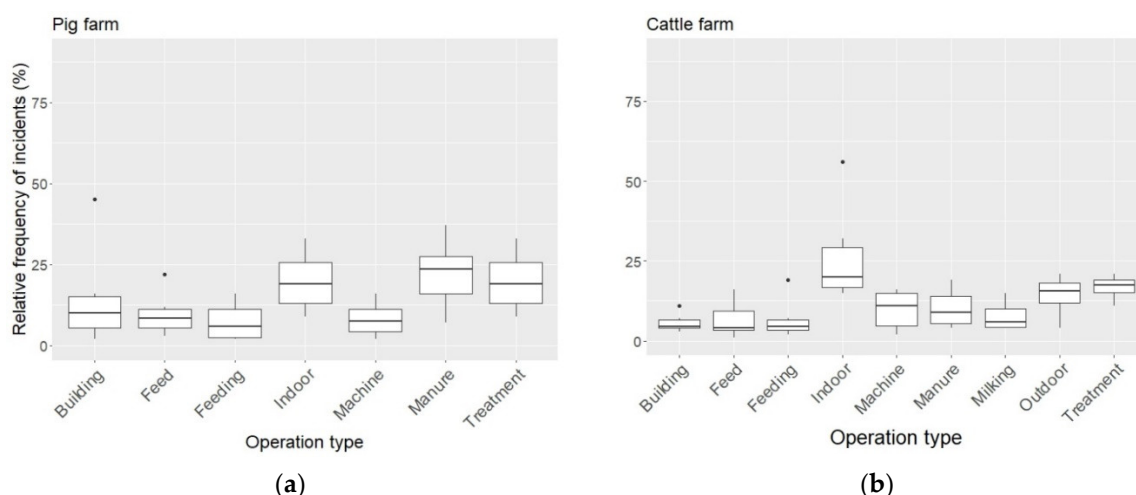 Pig farm
Relative frequency of incidents (%)
75
50
25
0
Building
Feed
Feeding
Indoor
Machine
Manure
Treatment
Operation type
(a)
Cattle farm
75
50
25
0
Building
Feed
Feeding
Indoor
Machine
Manure
Milking
Outdoor
Treatment
Operation type
(b)